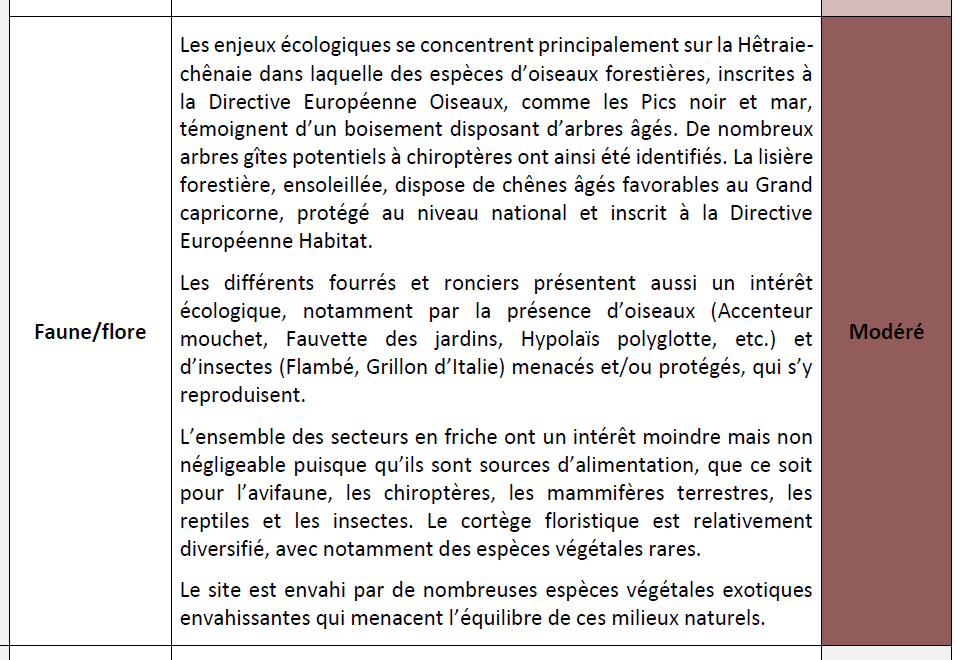 Faune/flore
Les enjeux écologiques se concentrent principalement sur la Hêtraie-
chênaie dans laquelle des espèces d’oiseaux forestières, inscrites à
la Directive Européenne Oiseaux, comme les Pics noir et mar,
témoignent d’un boisement disposant d’arbres âgés. De nombreux
arbres gîtes potentiels à chiroptères ont ainsi été identifiés. La lisière
forestière, ensoleillée, dispose de chênes âgés favorables au Grand
capricorne, protégé au niveau national et inscrit à la Directive
Européenne Habitat.
Les différents fourrés et ronciers présentent aussi un intérêt
écologique, notamment par la présence d’oiseaux (Accenteur
mouchet, Fauvette des jardins, Hypolaïs polyglotte, etc.) et
d’insectes (Flambé, Grillon d’Italie) menacés et/ou protégés, qui s’y
reproduisent.
L’ensemble des secteurs en friche ont un intérêt moindre mais non
négligeable puisque qu’ils sont sources d’alimentation, que ce soit
pour l’avifaune, les chiroptères, les mammifères terrestres, les
reptiles et les insectes. Le cortège floristique est relativement
diversifié, avec notamment des espèces végétales rares.
Le site est envahi par de nombreuses espèces végétales exotiques
envahissantes qui menacent l’équilibre de ces milieux naturels.
Modéré